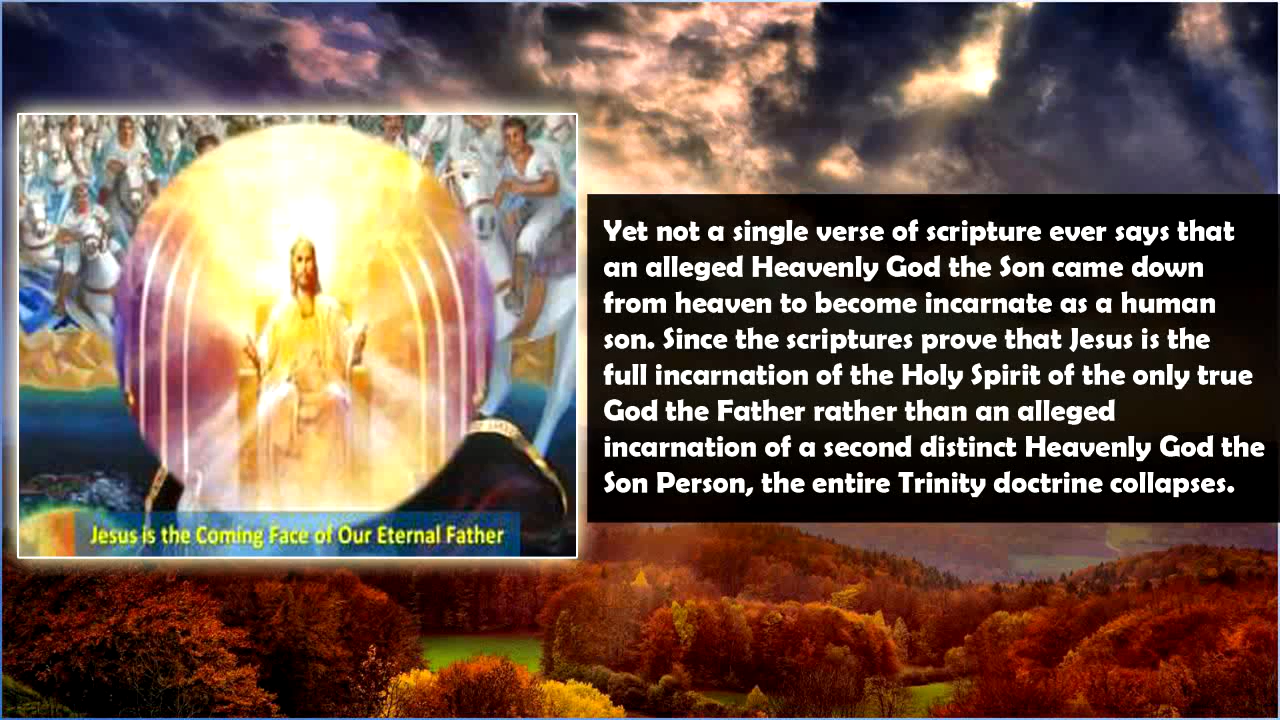 Yet not a single verse of scripture ever says that
an alleged Heavenly God the Son came down
from heaven to become incarnate as a human
son. Since the scriptures prove that Jesus is the
full incarnation of the Holy Spirit of the only true
God the Father rather than an alleged
incarnation of a second distinct Heavenly God the
Son Person, the entire Trinity doctrine collapses.
Jesus is the Coming Face of Our Eternal Father